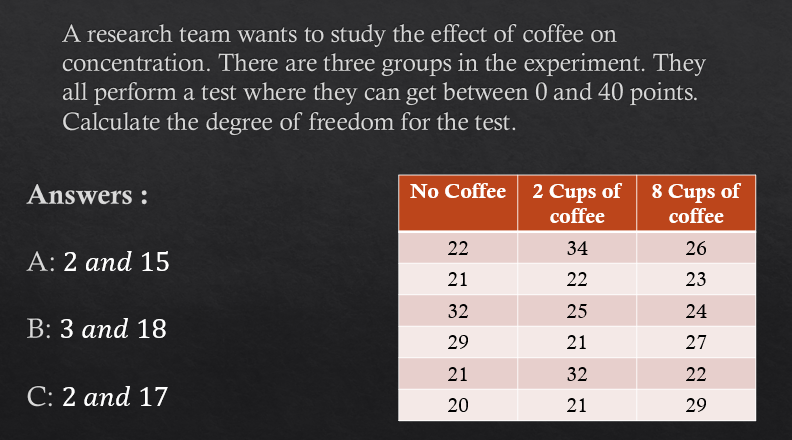 A research team wants to study the effect of coffee on
concentration. There are three groups in the experiment. They
all perform a test where they can get between 0 and 40 points.
Calculate the degree of freedom for the test.
Answers :
A: 2 and 15
B: 3 and 18
C: 2 and 17
No Coffee 2 Cups of coffee 8 Cups of coffee
22 34 26
21 22 23
32 25 24
29 21 27
21 32 22
20 21 29